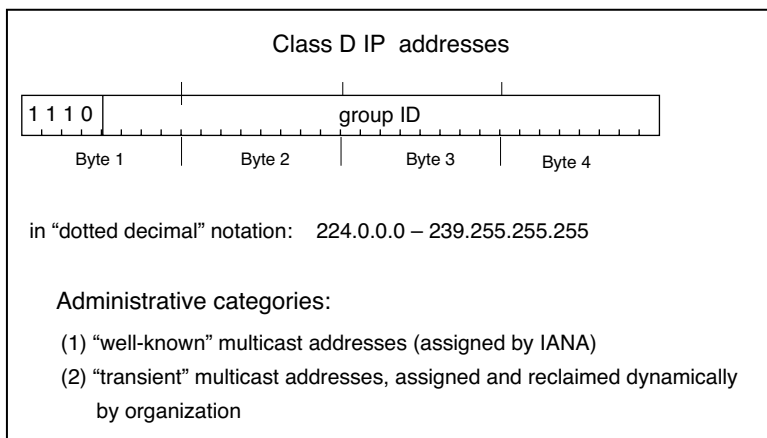 Class D IP addresses
1 1 1 0 group ID
Byte 1 Byte 2 Byte 3 Byte 4
in “dotted decimal” notation: 224.0.0.0 – 239.255.255.255
Administrative categories:
(1) “well-known” multicast addresses (assigned by IANA)
(2) “transient” multicast addresses, assigned and reclaimed dynamically
by organization